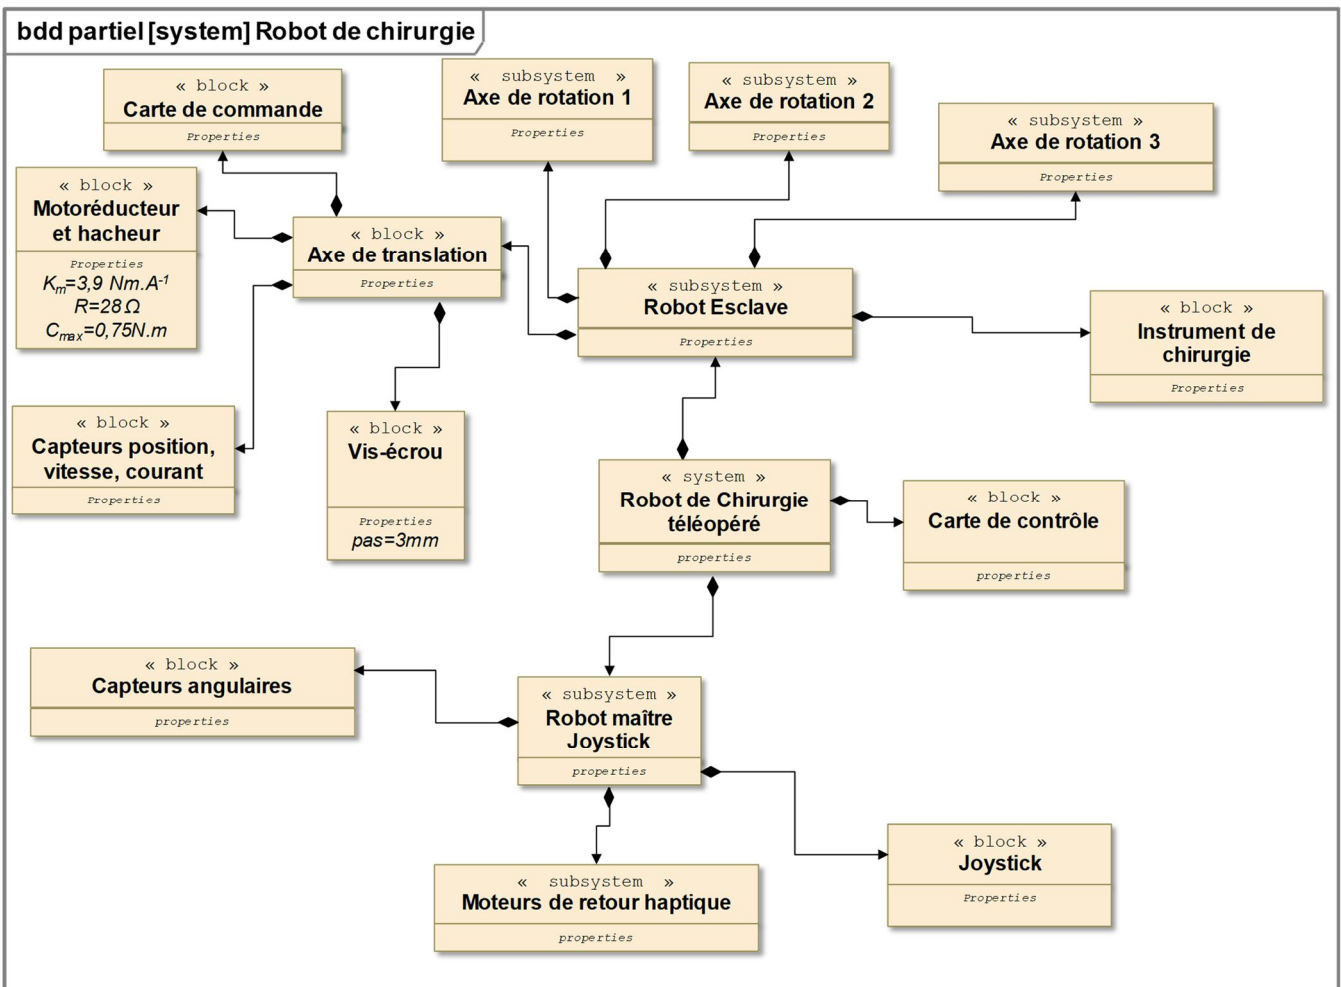 bdd partiel [system] Robot de chirurgie
« block »
Carte de commande
Properties
« subsystem »
Axe de rotation 1
Properties
« subsystem »
Axe de rotation 2
Properties
« subsystem »
Axe de rotation 3
Properties
« block »
Motoréducteur
et hacheur
Properties
Km=3,9 Nm.A-1
R=28Ω
Cmax=0,75N.m
« block »
Axe de translation
Properties
« subsystem »
Robot Esclave
Properties
« block »
Instrument de
chirurgie
Properties
« block »
Capteurs position,
vitesse, courant
Properties
« block »
Vis-écrou
Properties
pas=3mm
« system »
Robot de Chirurgie
téléopéré
properties
« block »
Carte de contrôle
properties
« block »
Capteurs angulaires
properties
« subsystem »
Robot maître
Joystick
properties
« block »
Joystick
Properties
« subsystem »
Moteurs de retour haptique
properties